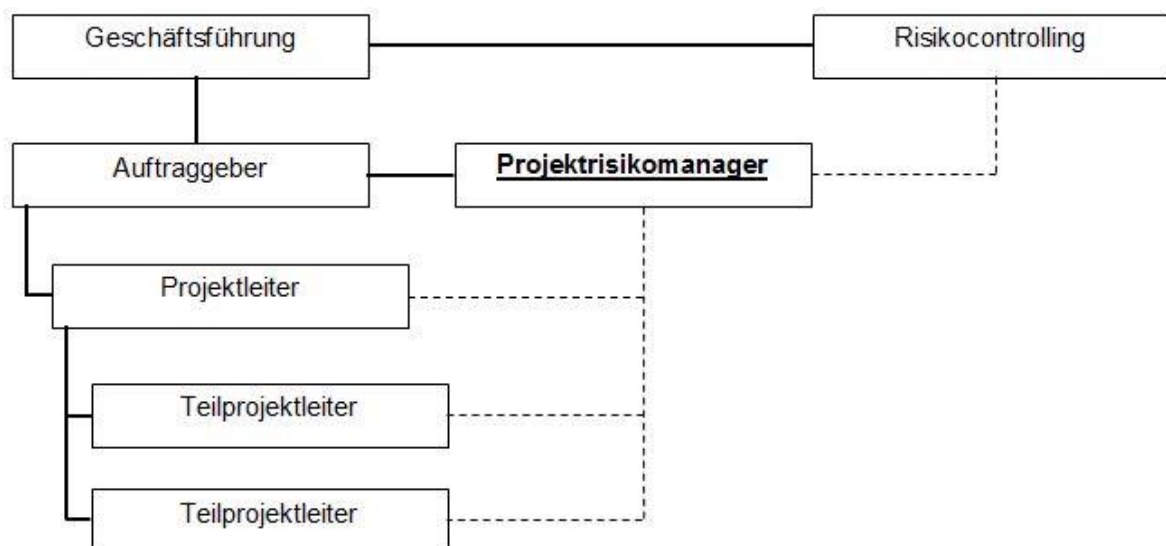 Geschäftsführung
Risikocontrolling
Auftraggeber
Projektrisikomanager
Projektleiter
Teilprojektleiter
Teilprojektleiter